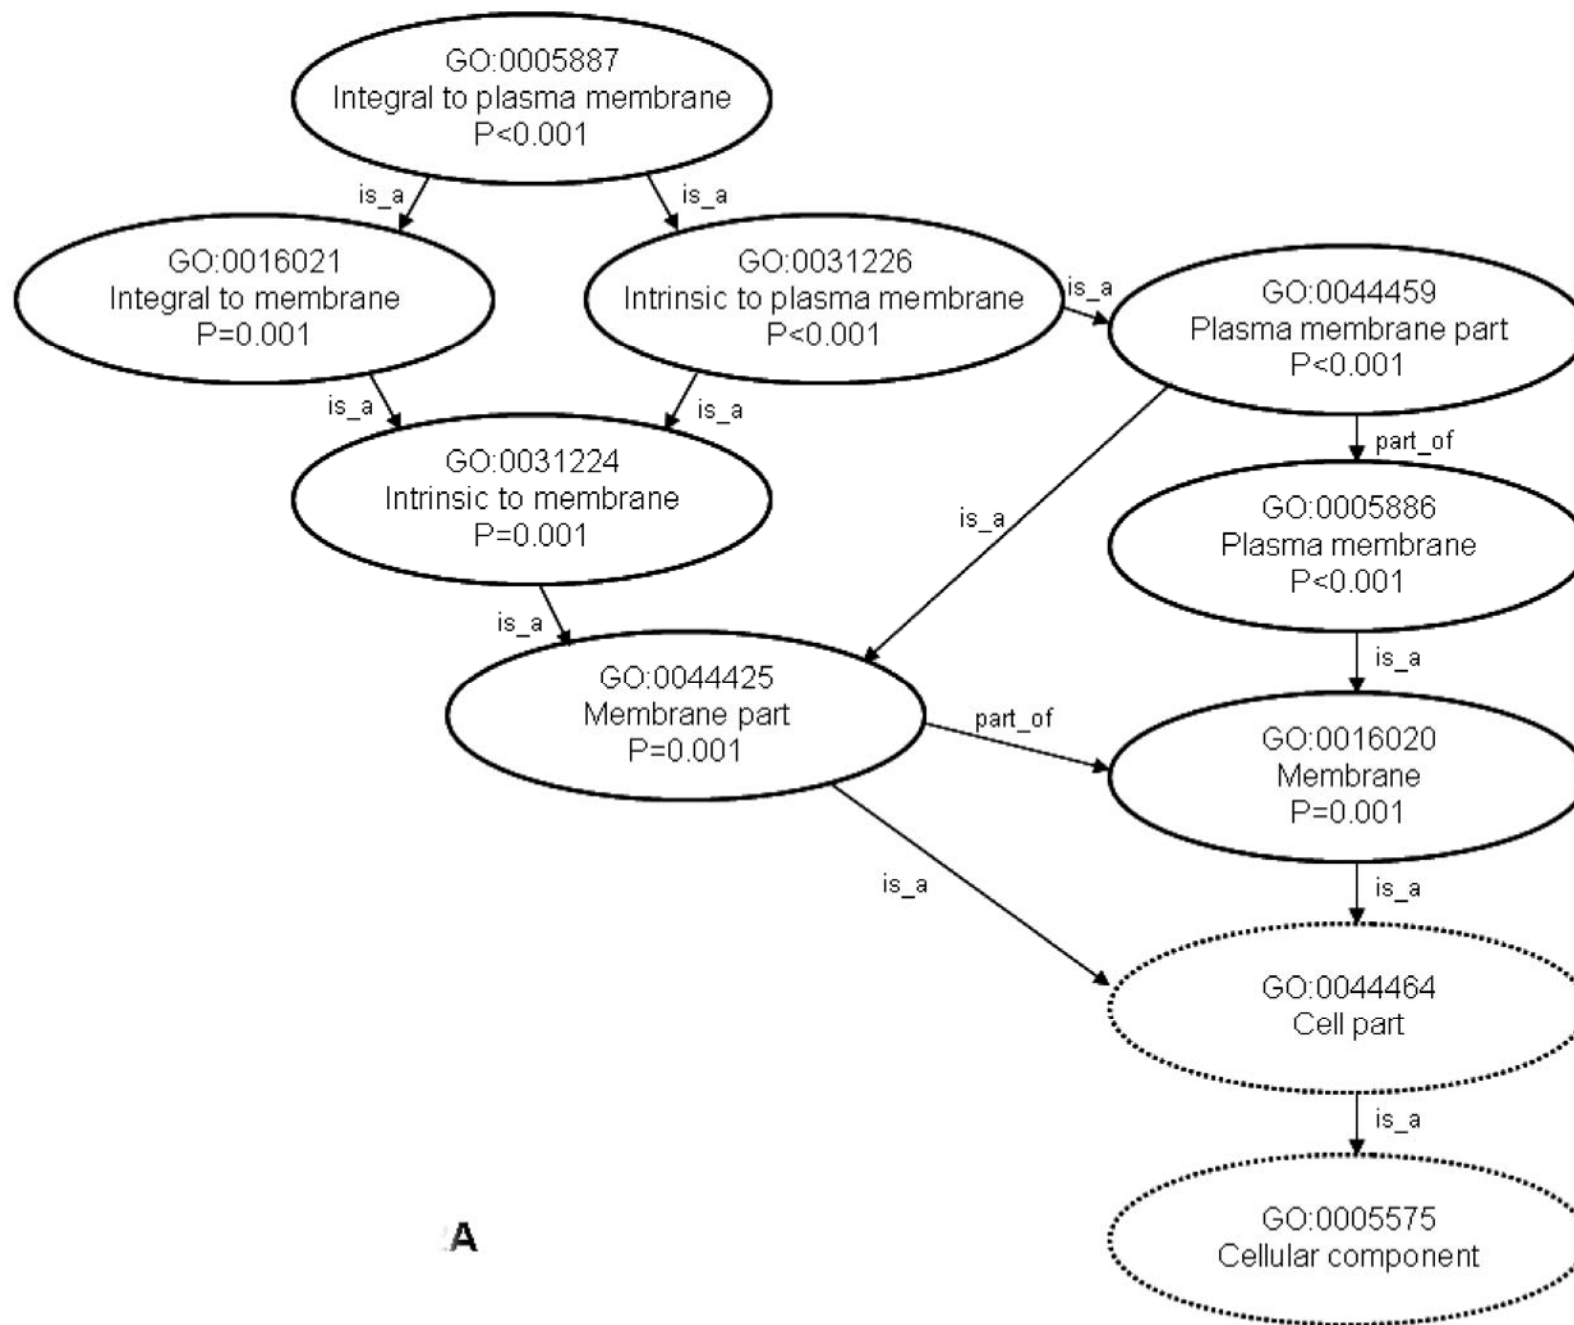 GO:0005887
Integral to plasma membrane
P<0.001
is_a
is_a
GO:0016021
Integral to membrane
P=0.001
GO:0031226
Intrinsic to plasma membrane
P<0.001
is_a
GO:0044459
Plasma membrane part
P<0.001
is_a
is_a
part_of
GO:0031224
Intrinsic to membrane
P=0.001
is_a
GO:0005886
Plasma membrane
P<0.001
is_a
is_a
GO:0044425
Membrane part
P=0.001
part_of
GO:0016020
Membrane
P=0.001
is_a
is_a
GO:0044464
Cell part
is_a
GO:0005575
Cellular component
A